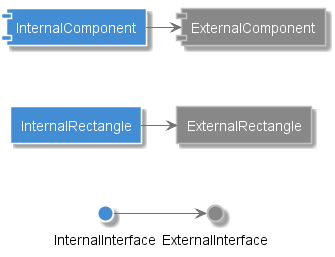 InternalComponent
ExternalComponent
InternalRectangle
ExternalRectangle
InternalInterface
ExternalInterface